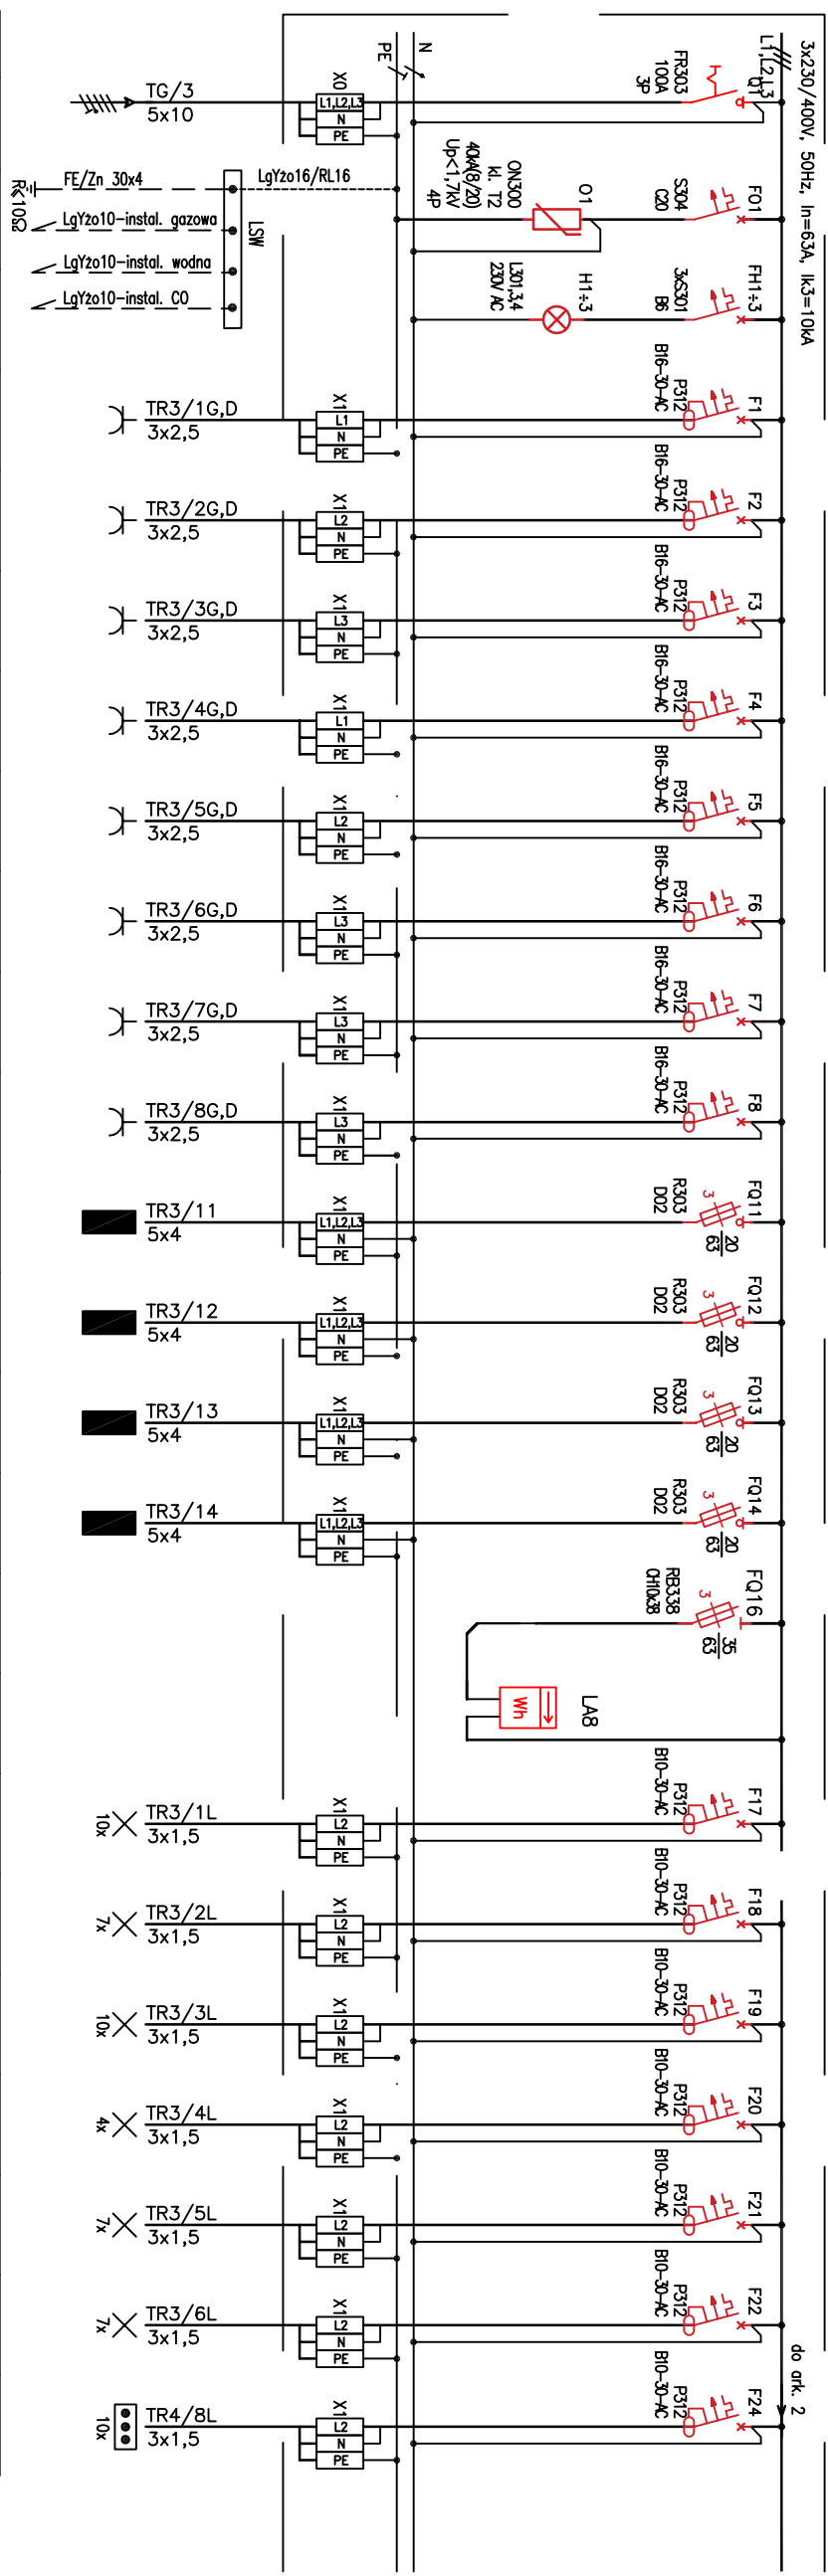 3x230/400V, 50Hz, In=63A, Ik3=10kA
L1,L2,L3
N
PE
Q1
FR303
100A
3P
X0
L1,L2,L3
N
PE
TG/3
5x10
F01
S304
C20
O1
ON300
kl. T2
40kA(8/20)
Up<1,7kV
4P
LgYżo16/RL16
LSW
FE/Zn 30x4
R<10Ω
LgYżo10-instal. gazowa
LgYżo10-instal. wodna
LgYżo10-instal. CO
FH1÷3
3xS301
B6
H1÷3
L301,3,4
230V AC
F1
P312
B16-30-AC
X1
L1
N
PE
TR3/1G,D
3x2,5
F2
P312
B16-30-AC
X1
L2
N
PE
TR3/2G,D
3x2,5
F3
P312
B16-30-AC
X1
L3
N
PE
TR3/3G,D
3x2,5
F4
P312
B16-30-AC
X1
L1
N
PE
TR3/4G,D
3x2,5
F5
P312
B16-30-AC
X1
L2
N
PE
TR3/5G,D
3x2,5
F6
P312
B16-30-AC
X1
L3
N
PE
TR3/6G,D
3x2,5
F7
P312
B16-30-AC
X1
L3
N
PE
TR3/7G,D
3x2,5
F8
P312
B16-30-AC
X1
L3
N
PE
TR3/8G,D
3x2,5
FQ11
R303
D02
3
20
63
X1
L1,L2,L3
N
PE
TR3/11
5x4
FQ12
R303
D02
3
20
63
X1
L1,L2,L3
N
PE
TR3/12
5x4
FQ13
R303
D02
3
20
63
X1
L1,L2,L3
N
PE
TR3/13
5x4
FQ14
R303
D02
3
20
63
X1
L1,L2,L3
N
PE
TR3/14
5x4
FQ16
RB338
CH10x38
3
35
63
LA8
Wh
F17
P312
B10-30-AC
X1
L2
N
PE
TR3/1L
3x1,5
10x
F18
P312
B10-30-AC
X1
L2
N
PE
TR3/2L
3x1,5
7x
F19
P312
B10-30-AC
X1
L2
N
PE
TR3/3L
3x1,5
10x
F20
P312
B10-30-AC
X1
L2
N
PE
TR3/4L
3x1,5
4x
F21
P312
B10-30-AC
X1
L2
N
PE
TR3/5L
3x1,5
7x
F22
P312
B10-30-AC
X1
L2
N
PE
TR3/6L
3x1,5
7x
do ark. 2
F24
P312
B10-30-AC
X1
L2
N
PE
TR4/8L
3x1,5
10x